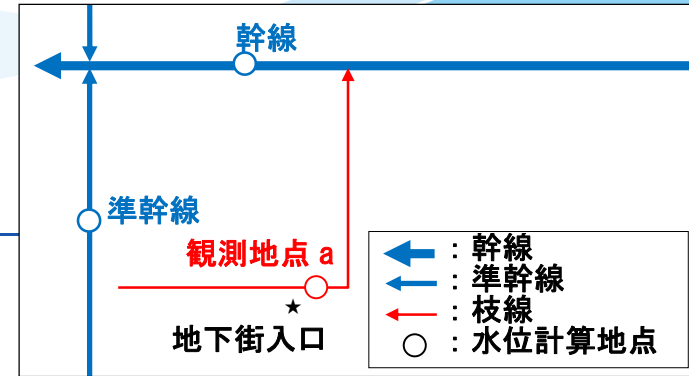 幹線
準幹線
観測地点 a
★
地下街入口
：幹線
：準幹線
：枝線
：水位計算地点